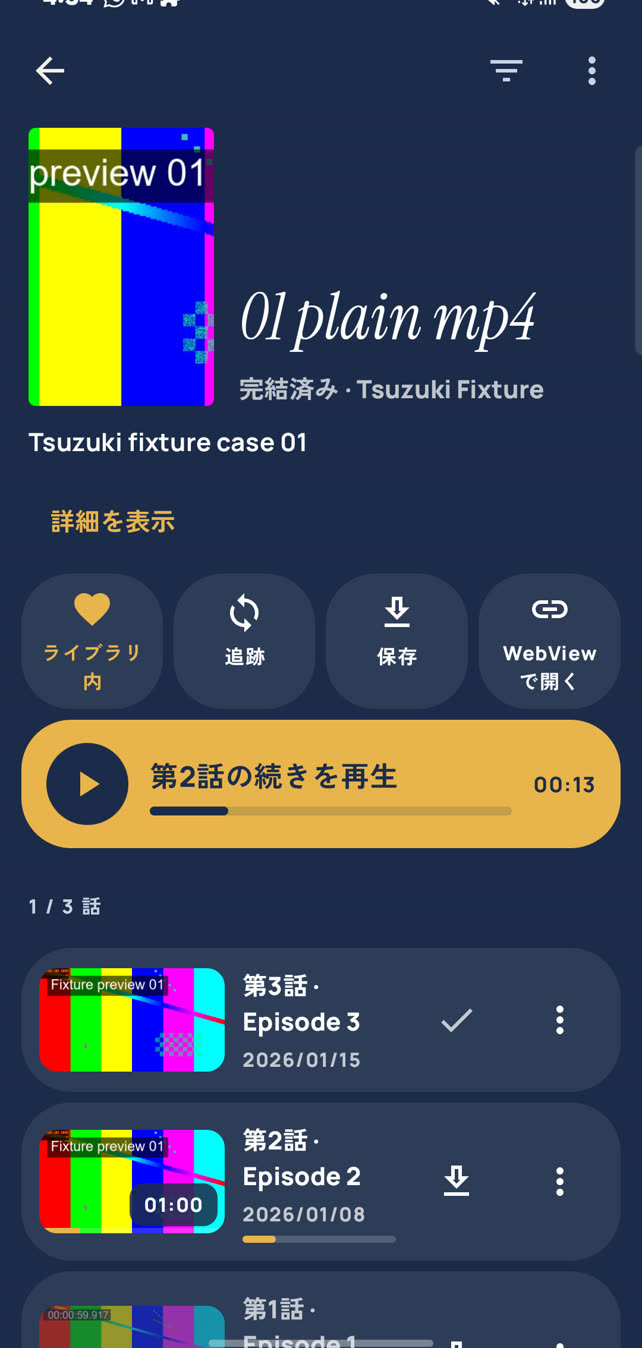 preview 01
01 plain mp4
完結済み · Tsuzuki Fixture
Tsuzuki fixture case 01
詳細を表示
ライブラリ
内
追跡
保存
WebView
で開く
第2話の続きを再生
00:13
1 / 3 話
Fixture preview 01
第3話 ·
Episode 3
2026/01/15
Fixture preview 01
第2話 ·
Episode 2
2026/01/08
01:00
00:00:59.917
第1話 ·
Episode 1